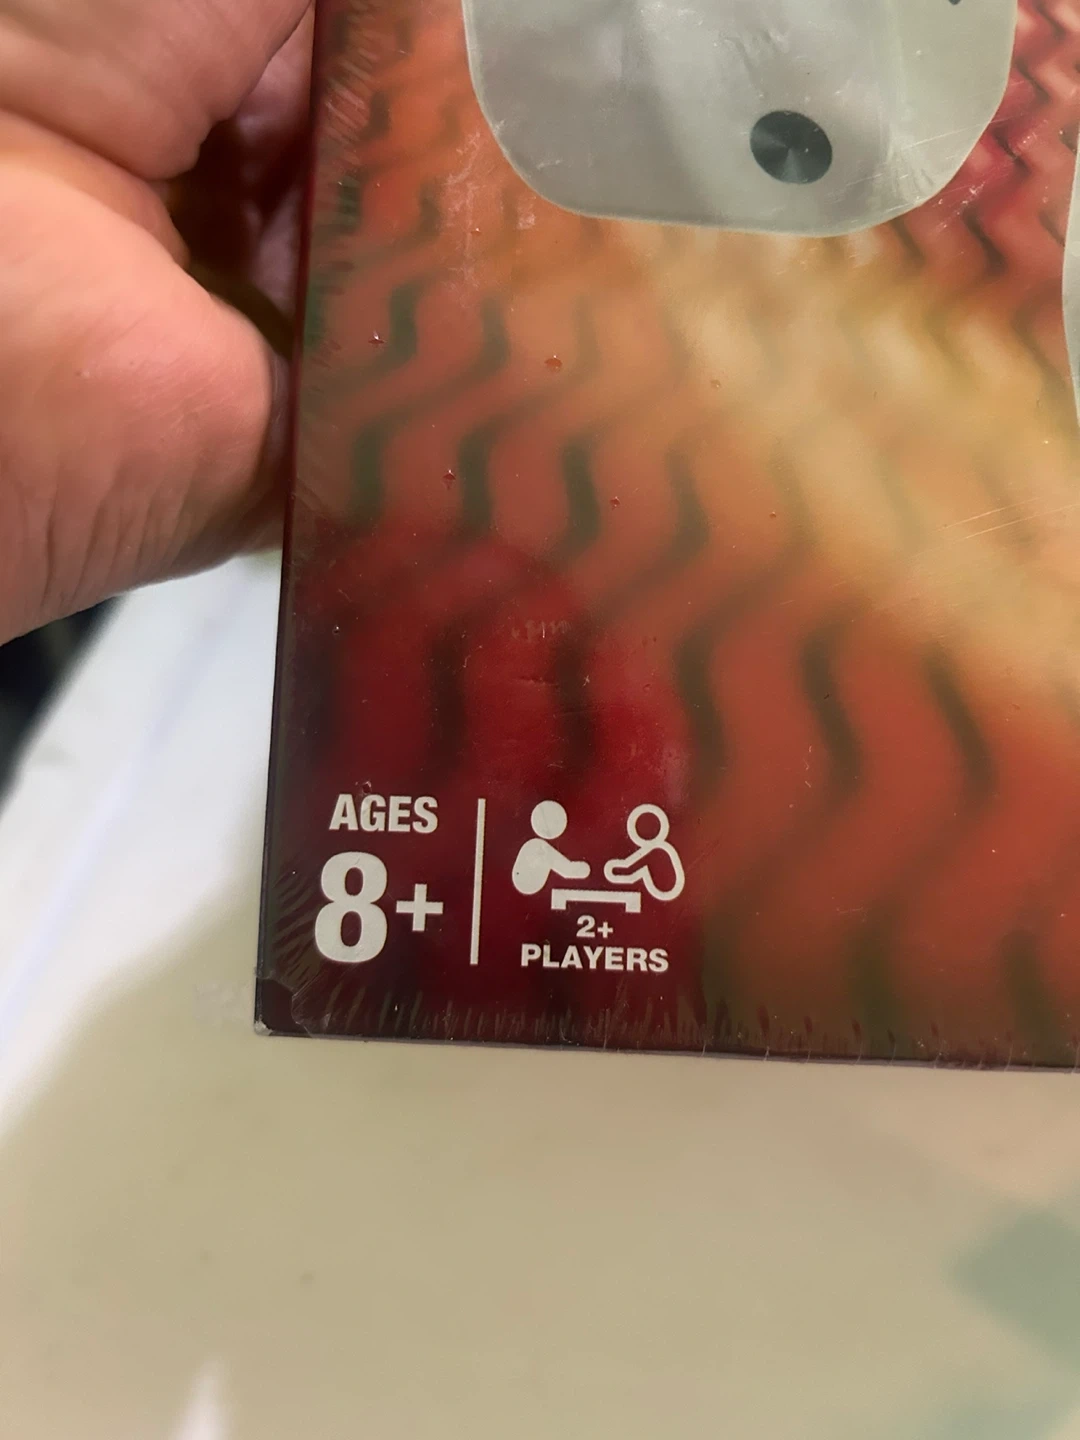 AGES
8+
2+
PLAYERS